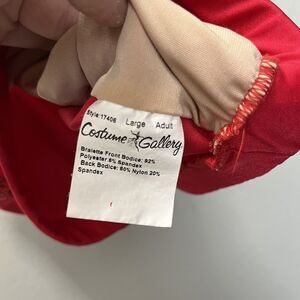 Style:17406 Large Adult
Costume Gallery
Bralette Front Bodice: 92%
Polyester 8% Spandex
Back Bodice: 80% Nylon 20%
Spandex